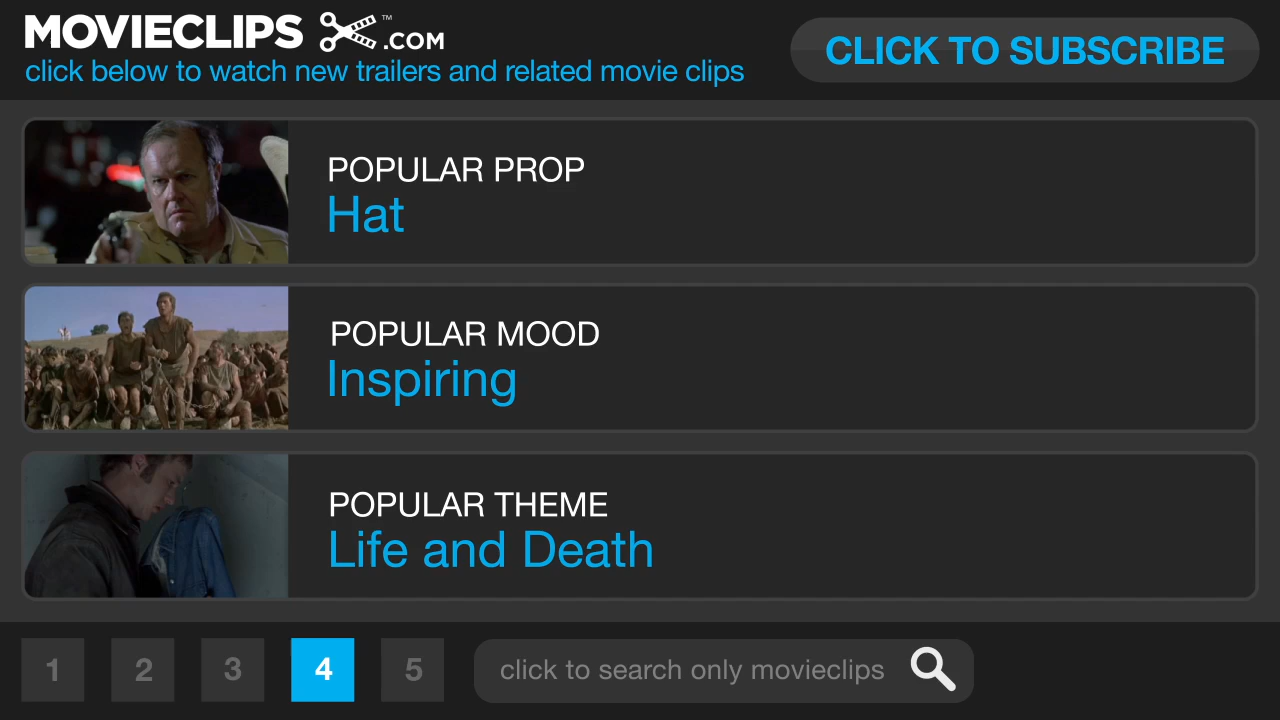 MOVIECLIPS ™ .COM
click below to watch new trailers and related movie clips
CLICK TO SUBSCRIBE
POPULAR PROP
Hat
POPULAR MOOD
Inspiring
POPULAR THEME
Life and Death
1 2 3 4 5
click to search only movieclips